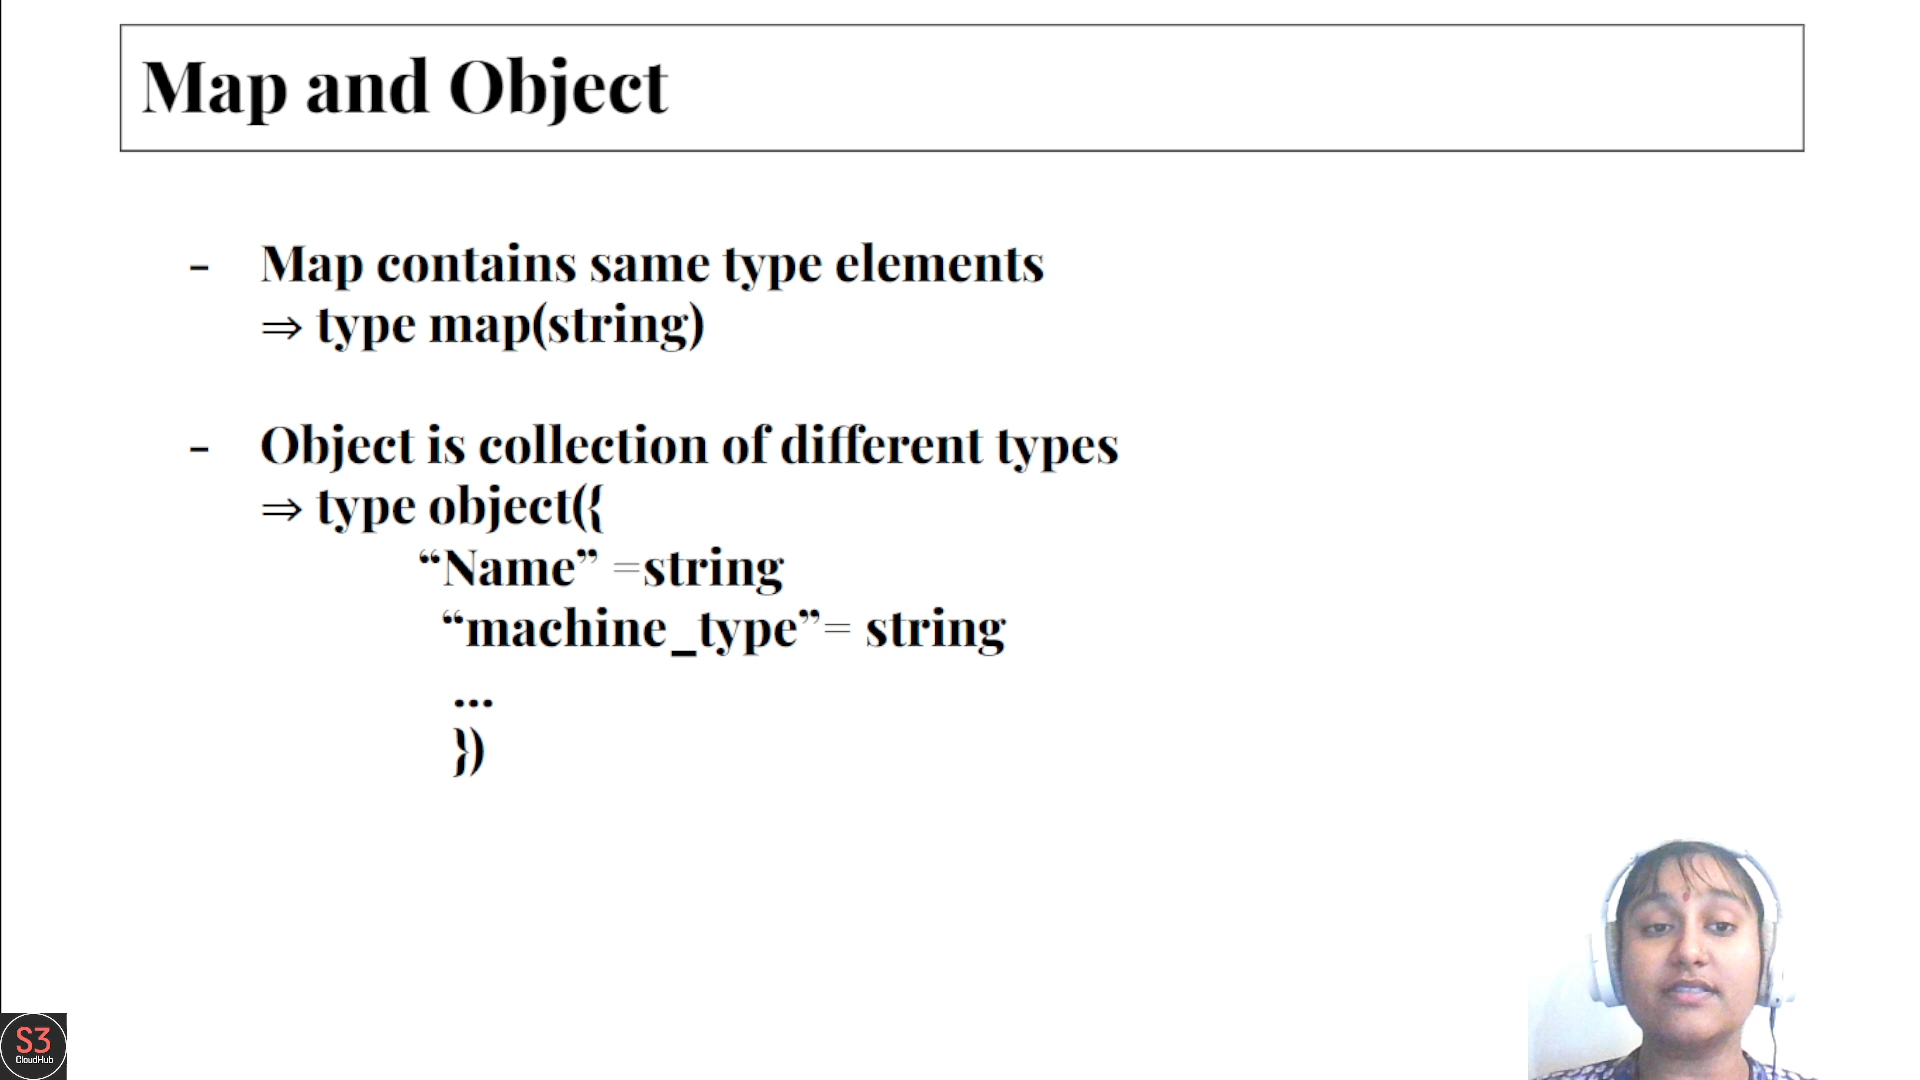 Map and Object
- Map contains same type elements
⇒ type map(string)
- Object is collection of different types
⇒ type object({
“Name” =string
“machine_type”= string
...
})
S3
CloudHub